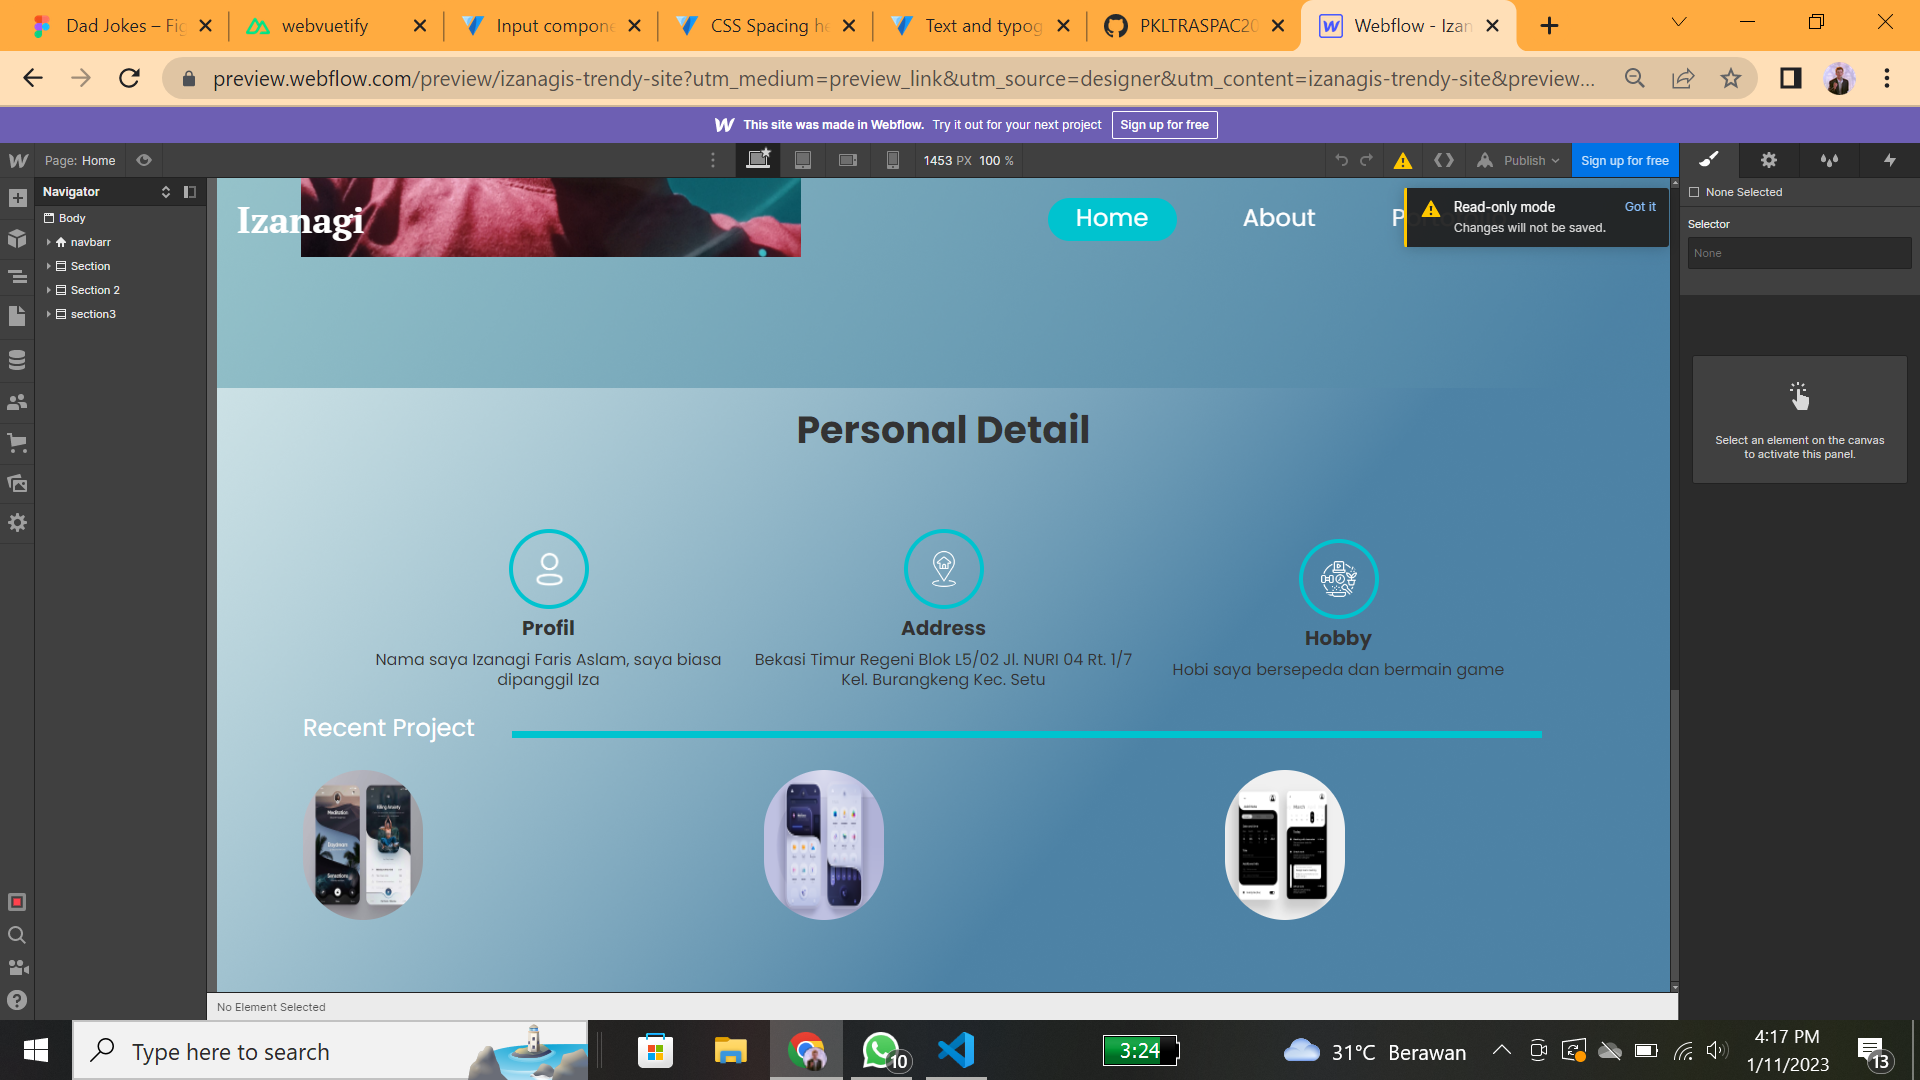 Dad Jokes – Fig
webvuetify
Input compone
CSS Spacing he
Text and typog
PKLTRASPAC20
Webflow - Izan
preview.webflow.com/preview/izanagis-trendy-site?utm_medium=preview_link&utm_source=designer&utm_content=izanagis-trendy-site&preview...
This site was made in Webflow. Try it out for your next project
Sign up for free
Page: Home
1453 PX 100 %
Publish
Sign up for free
Navigator
None Selected
Body
navbarr
Section
Section 2
section3
Izanagi
Home
About
Read-only mode
Got it
Changes will not be saved.
Selector
None
Select an element on the canvas
to activate this panel.
Personal Detail
Profil
Nama saya Izanagi Faris Aslam, saya biasa
dipanggil Iza
Address
Bekasi Timur Regeni Blok L5/02 Jl. NURI 04 Rt. 1/7
Kel. Burangkeng Kec. Setu
Hobby
Hobi saya bersepeda dan bermain game
Recent Project
Meditation
March
No Element Selected
Type here to search
10
3:24
31°C Berawan
4:17 PM
1/11/2023
13